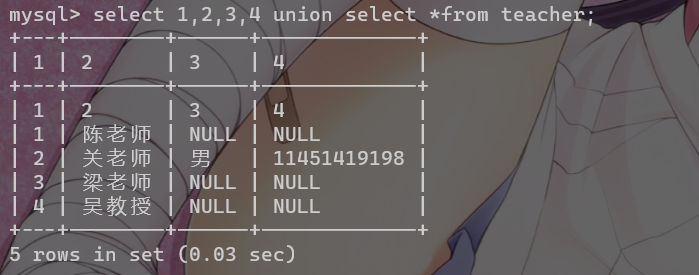 mysql> select 1,2,3,4 union select *from teacher;
+---+--------+------+-------------+
| 1 | 2      | 3    | 4           |
+---+--------+------+-------------+
| 1 | 2      | 3    | 4           |
| 1 | 陈老师 | NULL | NULL        |
| 2 | 关老师 | 男   | 11451419198 |
| 3 | 梁老师 | NULL | NULL        |
| 4 | 吴教授 | NULL | NULL        |
+---+--------+------+-------------+
5 rows in set (0.03 sec)